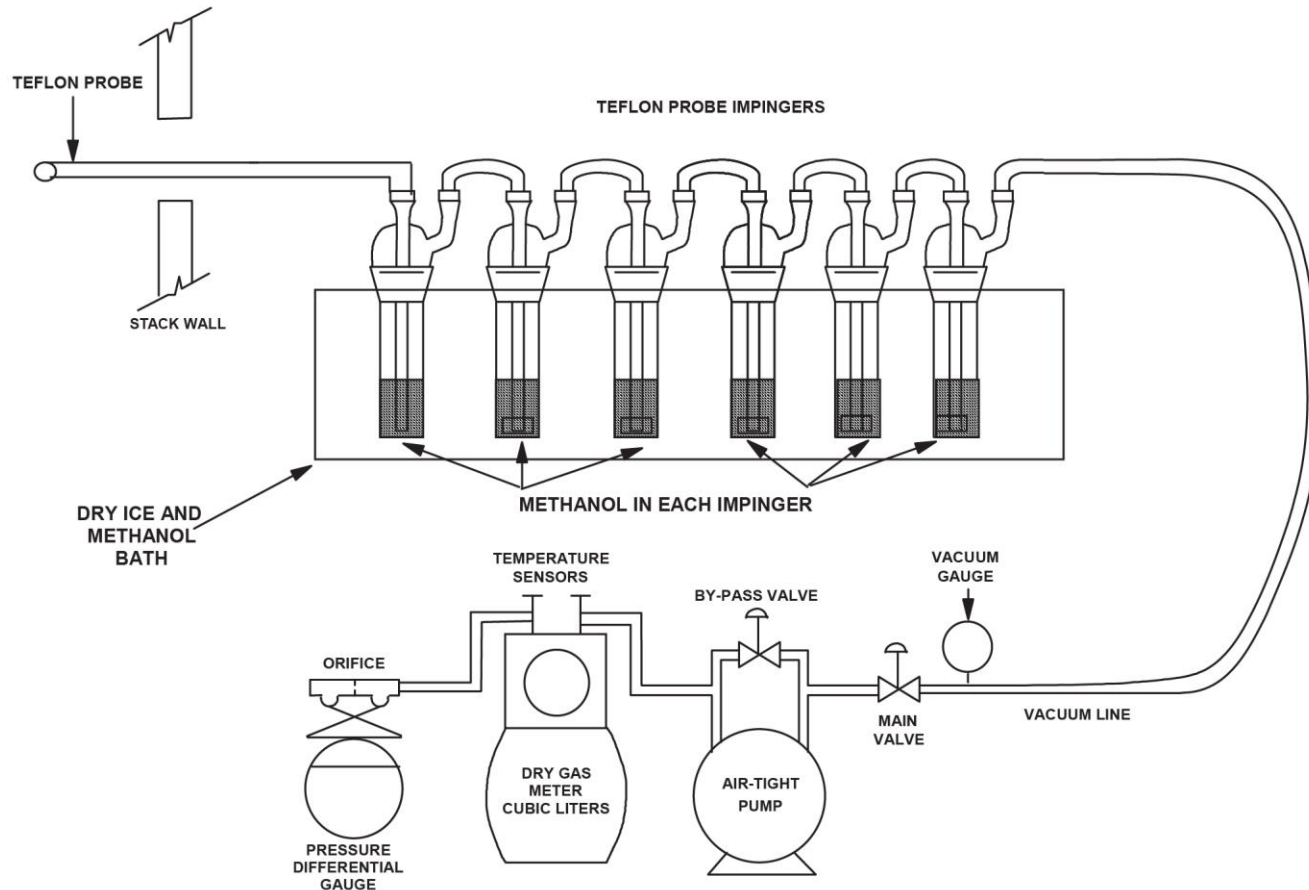 TEFLON PROBE
TEFLON PROBE IMPINGERS
STACK WALL
METHANOL IN EACH IMPINGER
DRY ICE AND
METHANOL
BATH
TEMPERATURE
SENSORS
BY-PASS VALVE
VACUUM
GAUGE
ORIFICE
MAIN
VALVE
VACUUM LINE
DRY GAS
METER
CUBIC LITERS
AIR-TIGHT
PUMP
PRESSURE
DIFFERENTIAL
GAUGE